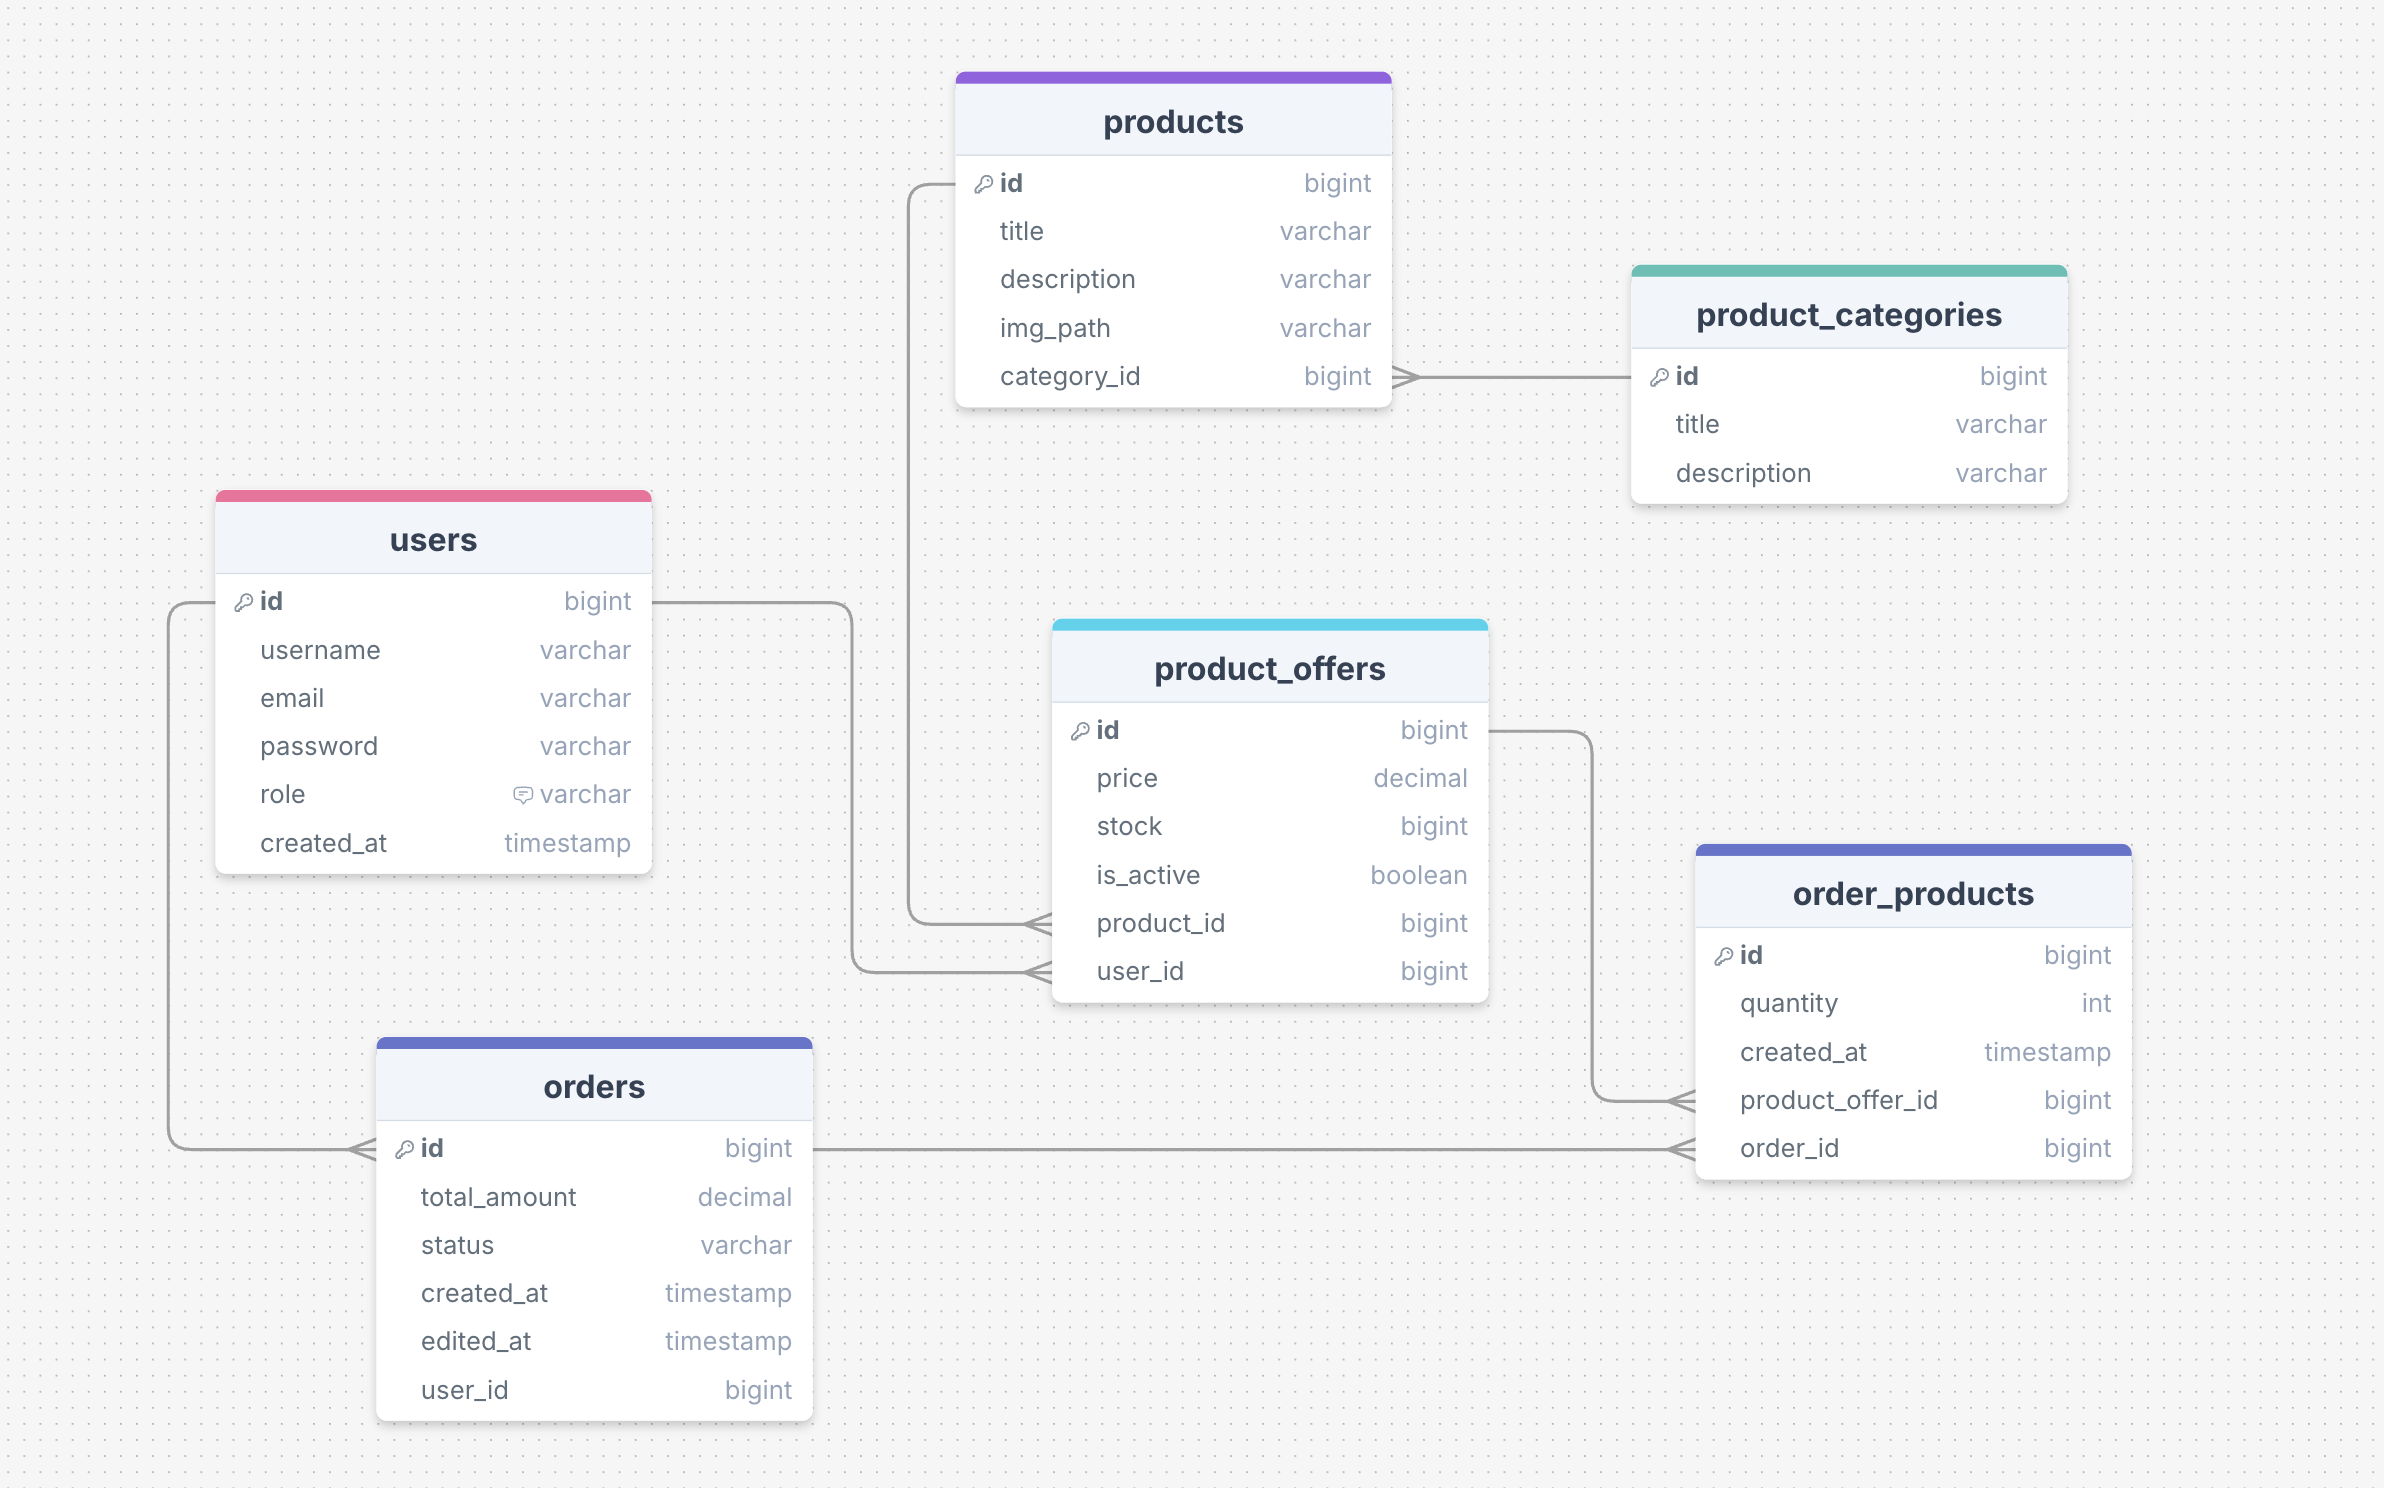 products
id bigint
title varchar
description varchar
img_path varchar
category_id bigint
product_categories
id bigint
title varchar
description varchar
users
id bigint
username varchar
email varchar
password varchar
role varchar
created_at timestamp
product_offers
id bigint
price decimal
stock bigint
is_active boolean
product_id bigint
user_id bigint
order_products
id bigint
quantity int
created_at timestamp
product_offer_id bigint
order_id bigint
orders
id bigint
total_amount decimal
status varchar
created_at timestamp
edited_at timestamp
user_id bigint